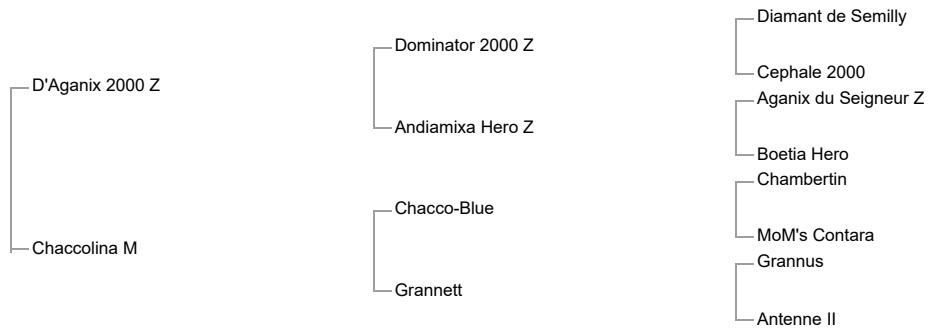 Diamant de Semilly
Dominator 2000 Z
Cephale 2000
D'Aganix 2000 Z
Aganix du Seigneur Z
Andiamixa Hero Z
Boetia Hero
Chambertin
Chacco-Blue
MoM's Contara
Chaccolina M
Grannus
Grannett
Antenne II